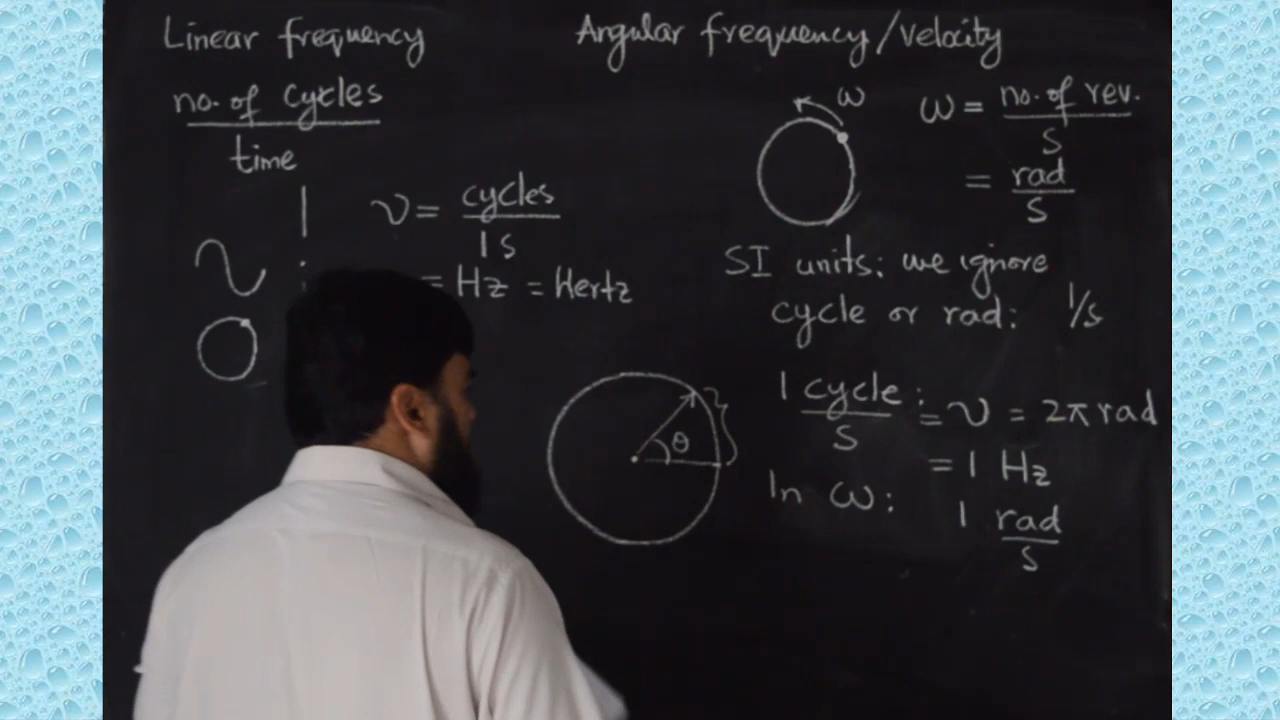 Linear frequency
no. of cycles
time
ν = cycles
1 s
= Hz = Hertz
Angular frequency/velocity
ω
ω = no. of rev.
s
= rad
s
SI units: we ignore
cycle or rad: 1/s
θ
1 cycle : = ν = 2π rad
s
= 1 Hz
In ω: 1 rad
s